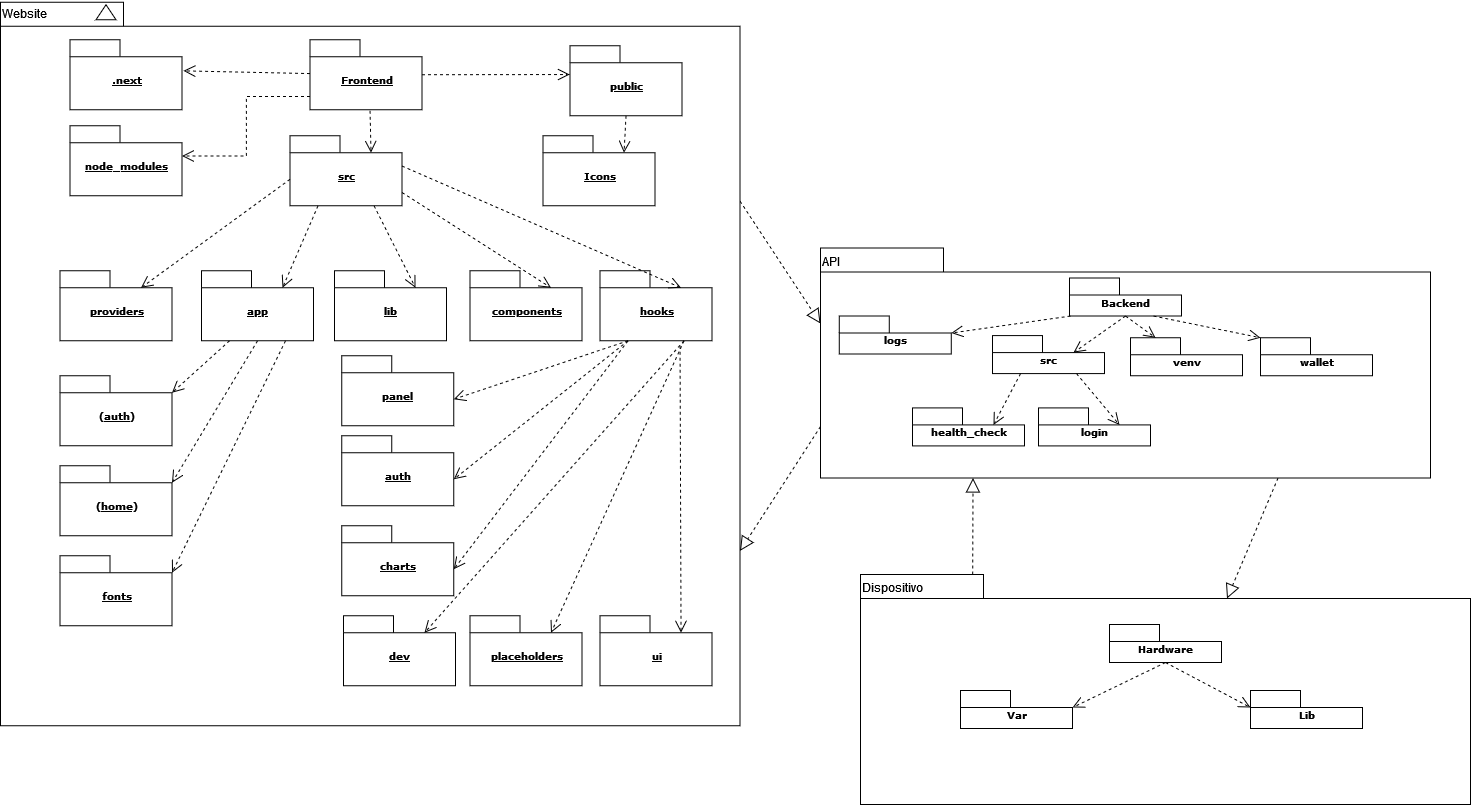 Website
.next
Frontend
public
node_modules
src
Icons
providers
app
lib
components
hooks
(auth)
(home)
fonts
panel
auth
charts
dev
placeholders
ui
API
Backend
logs
src
venv
wallet
health_check
login
Dispositivo
Hardware
Var
Lib